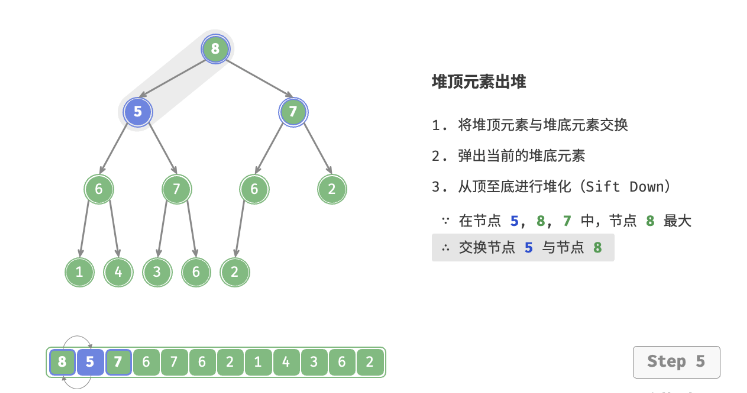 8
堆顶元素出堆
5 7
1. 将堆顶元素与堆底元素交换
2. 弹出当前的堆底元素
6 7 6 2
3. 从顶至底进行堆化（Sift Down）
∵ 在节点 5, 8, 7 中，节点 8 最大
∴ 交换节点 5 与节点 8
1 4 3 6 2
8 5 7 6 7 6 2 1 4 3 6 2
Step 5